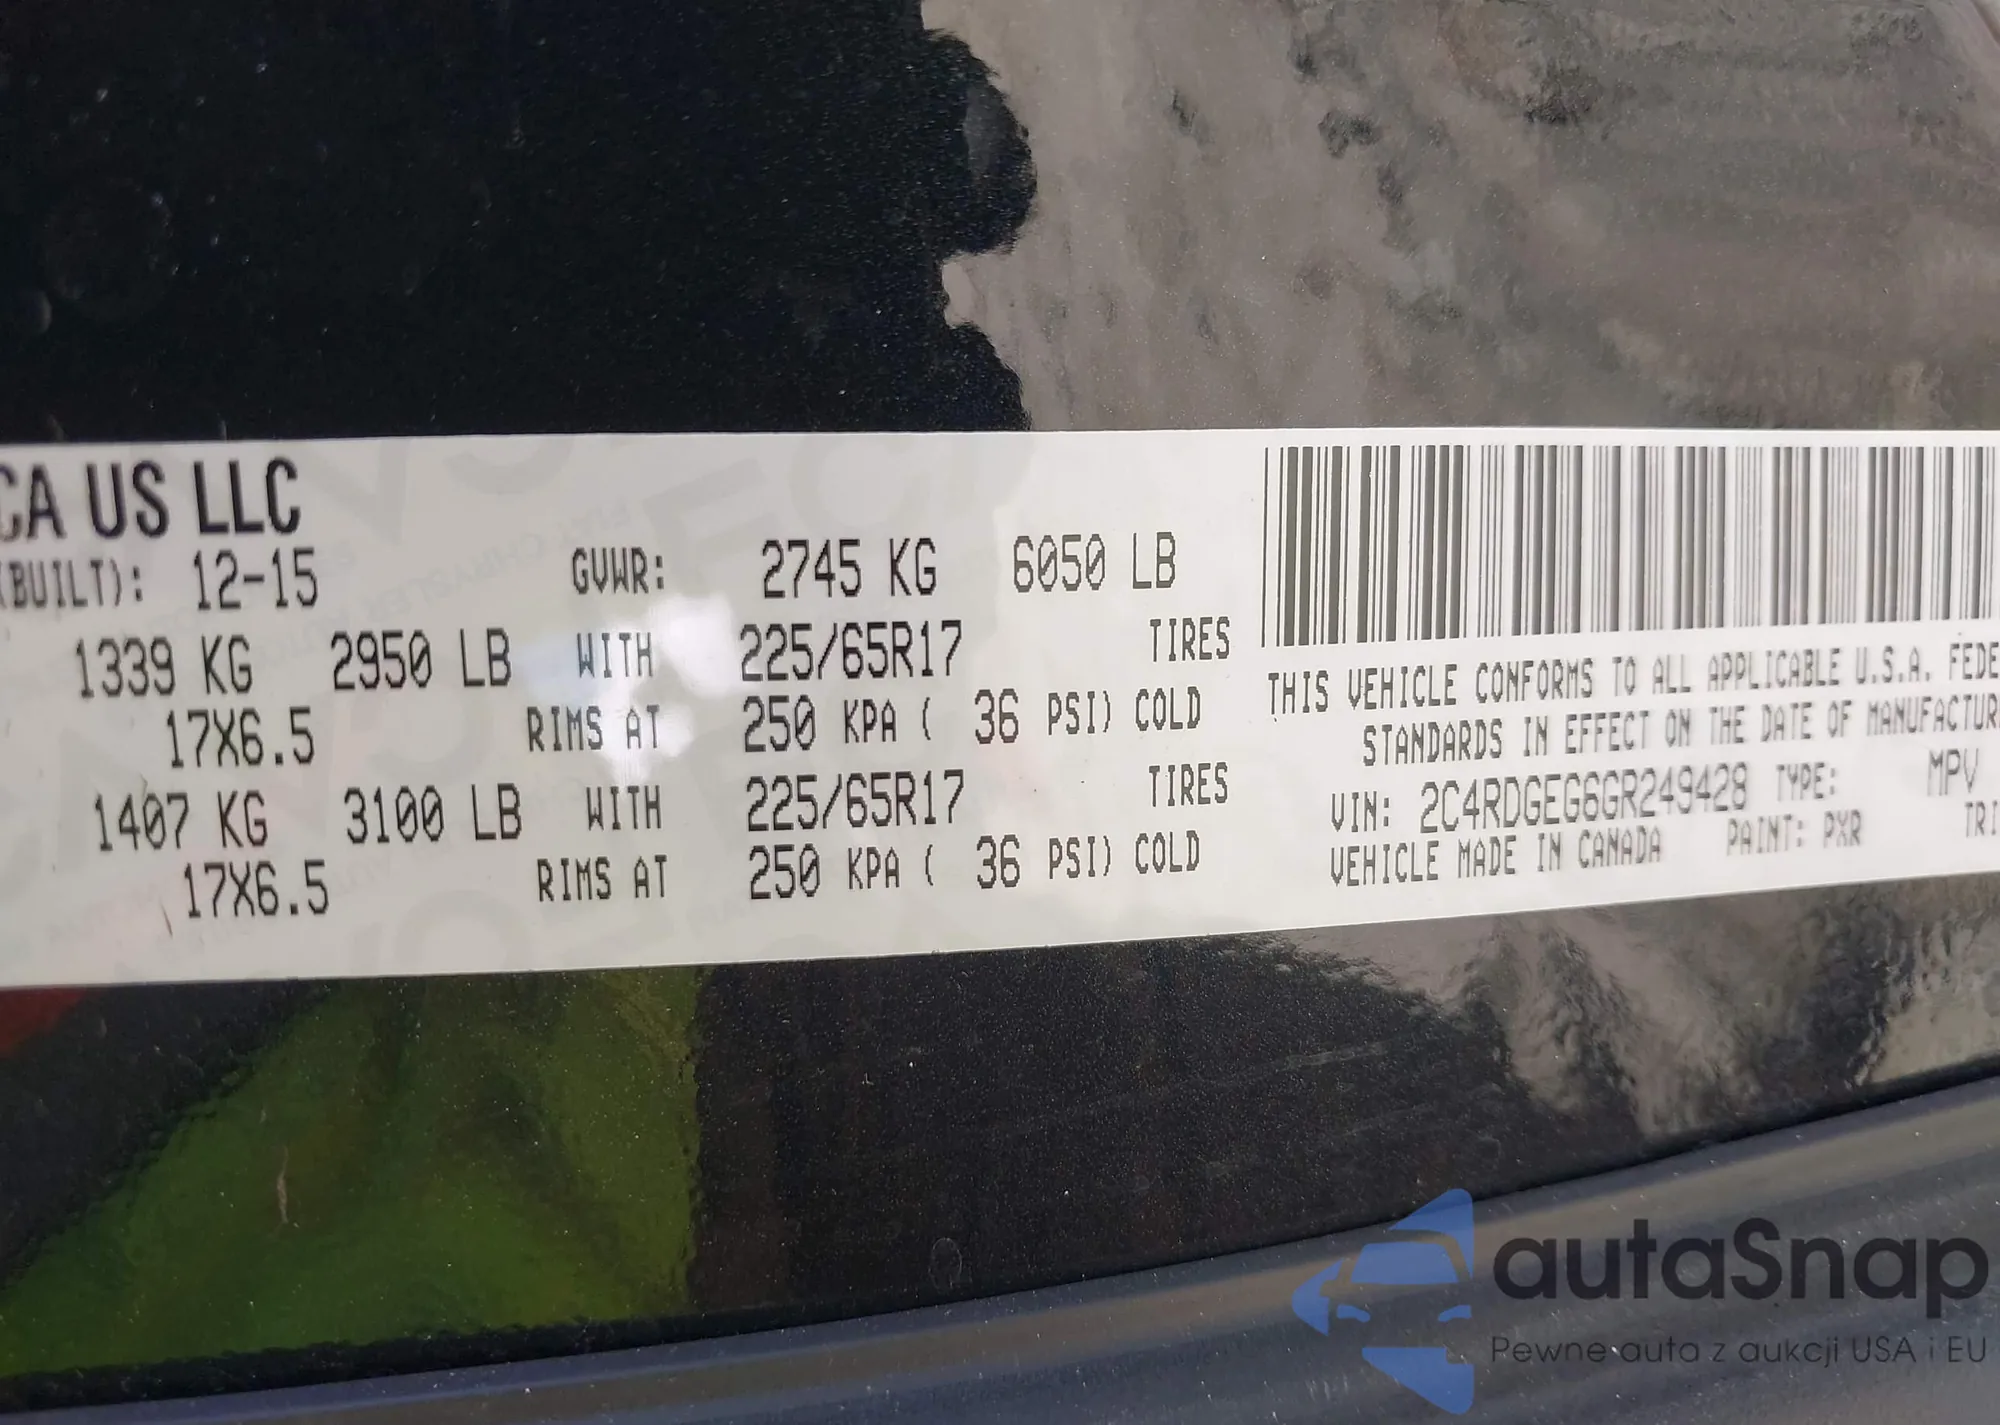 CA US LLC
(BUILT): 12-15 GVWR: 2745 KG 6050 LB
1339 KG 2950 LB WITH 225/65R17 TIRES
17X6.5 RIMS AT 250 KPA ( 36 PSI) COLD
1407 KG 3100 LB WITH 225/65R17 TIRES
17X6.5 RIMS AT 250 KPA ( 36 PSI) COLD
THIS VEHICLE CONFORMS TO ALL APPLICABLE U.S.A. FEDE
STANDARDS IN EFFECT ON THE DATE OF MANUFACTUR
VIN: 2C4RDGEG6GR249428 TYPE: MPV
VEHICLE MADE IN CANADA PAINT: PXR TRI
autaSnap
Pewne auta z aukcji USA i EU